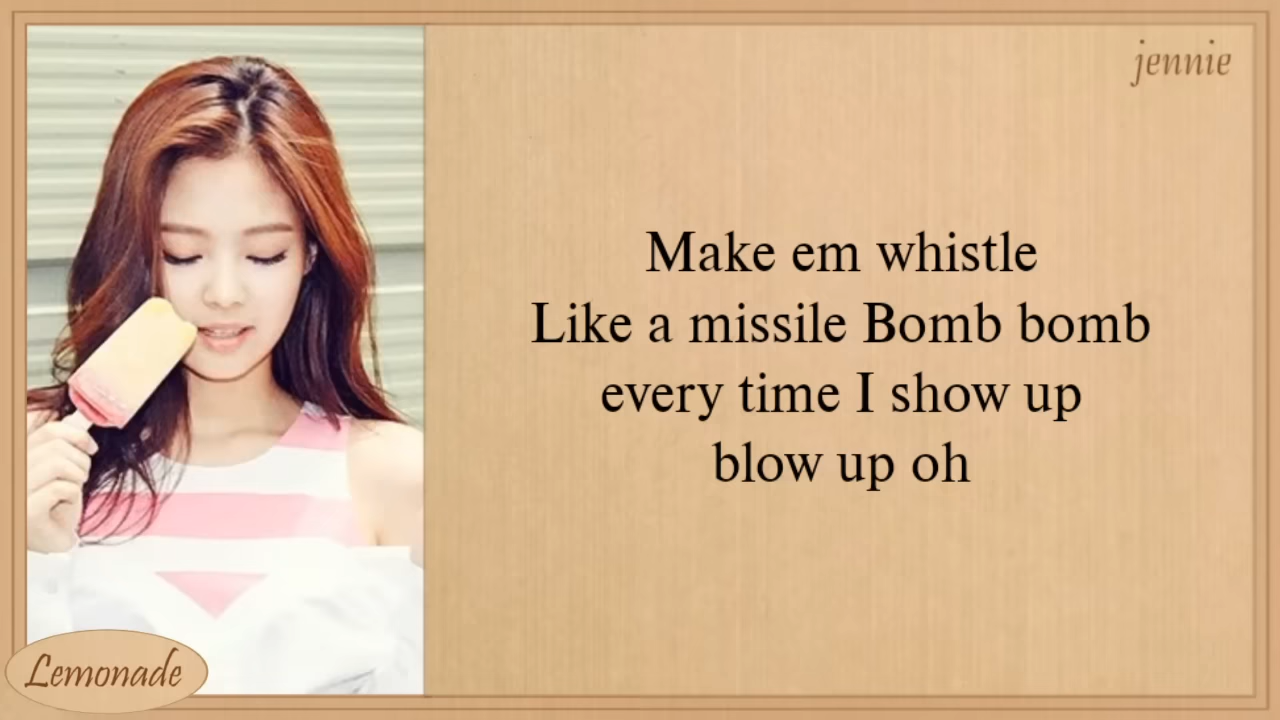 jennie
Make em whistle
Like a missile Bomb bomb
every time I show up
blow up oh
Lemonade